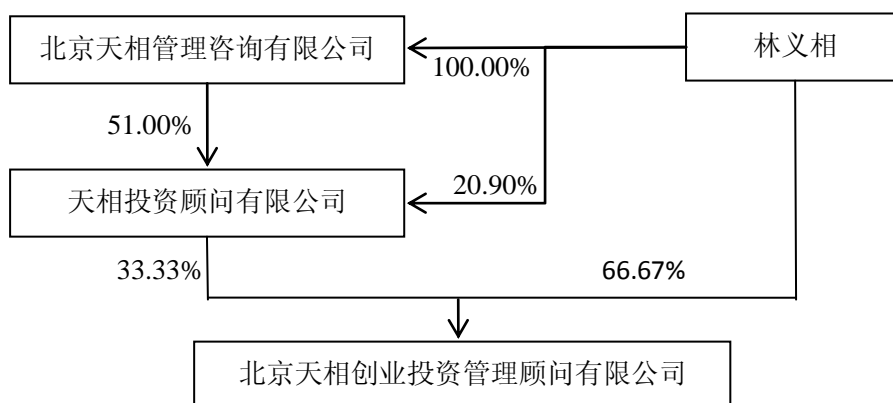 北京天相管理咨询有限公司
林义相
100.00%
51.00%
天相投资顾问有限公司
20.90%
33.33%
66.67%
北京天相创业投资管理顾问有限公司